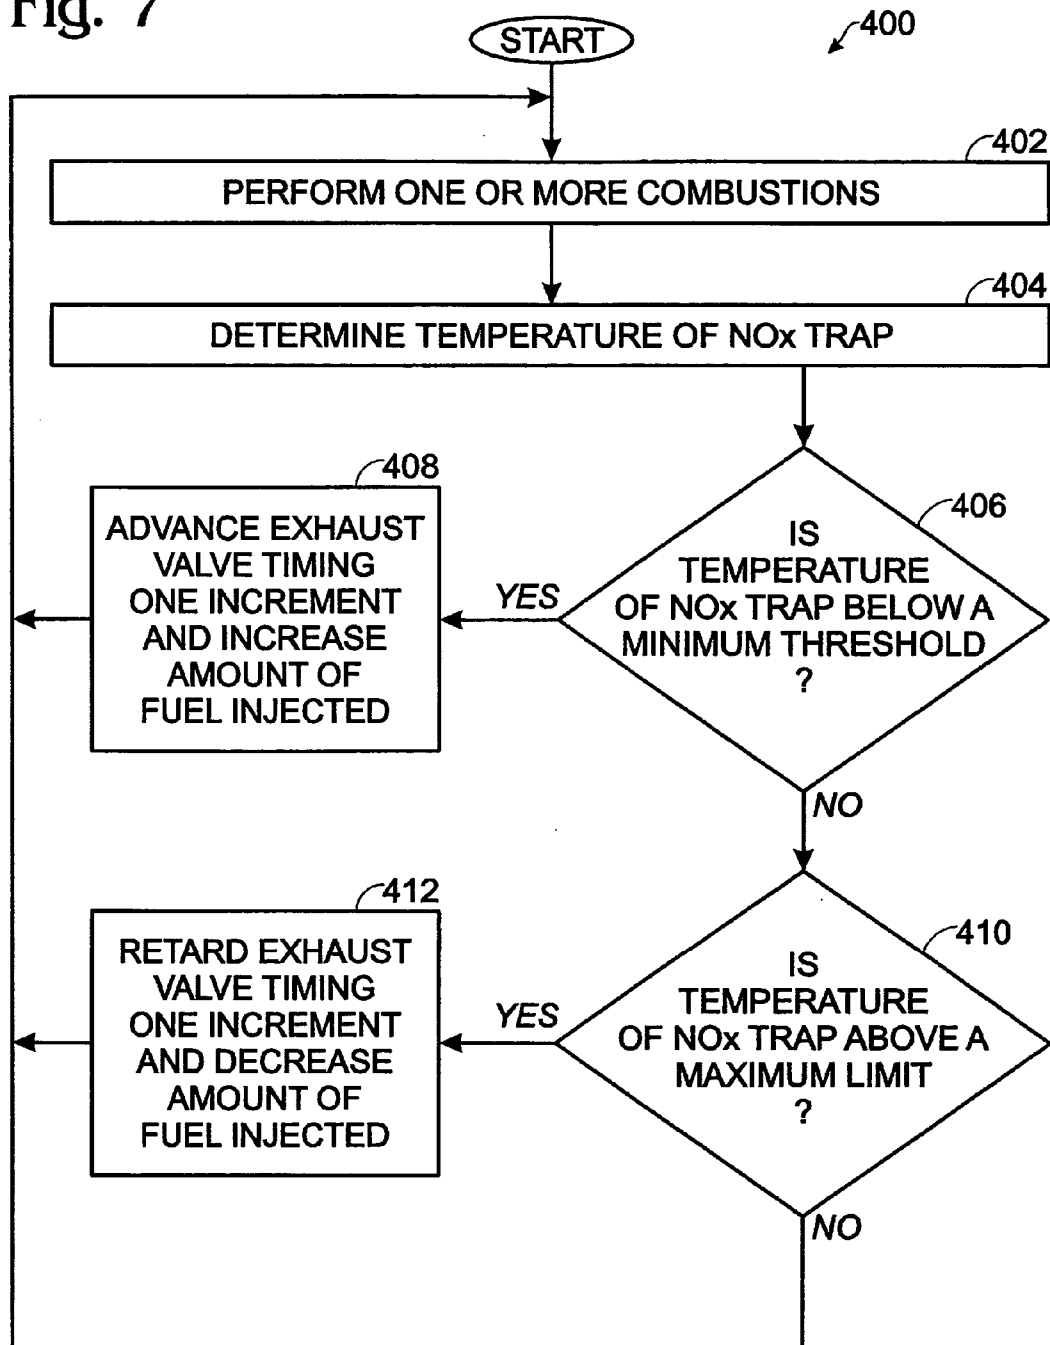 Fig. 7
START
400
402
PERFORM ONE OR MORE COMBUSTIONS
404
DETERMINE TEMPERATURE OF NOx TRAP
406
IS
TEMPERATURE
OF NOx TRAP BELOW A
MINIMUM THRESHOLD
?
YES
408
ADVANCE EXHAUST
VALVE TIMING
ONE INCREMENT
AND INCREASE
AMOUNT OF
FUEL INJECTED
NO
410
IS
TEMPERATURE
OF NOx TRAP ABOVE A
MAXIMUM LIMIT
?
YES
412
RETARD EXHAUST
VALVE TIMING
ONE INCREMENT
AND DECREASE
AMOUNT OF
FUEL INJECTED
NO